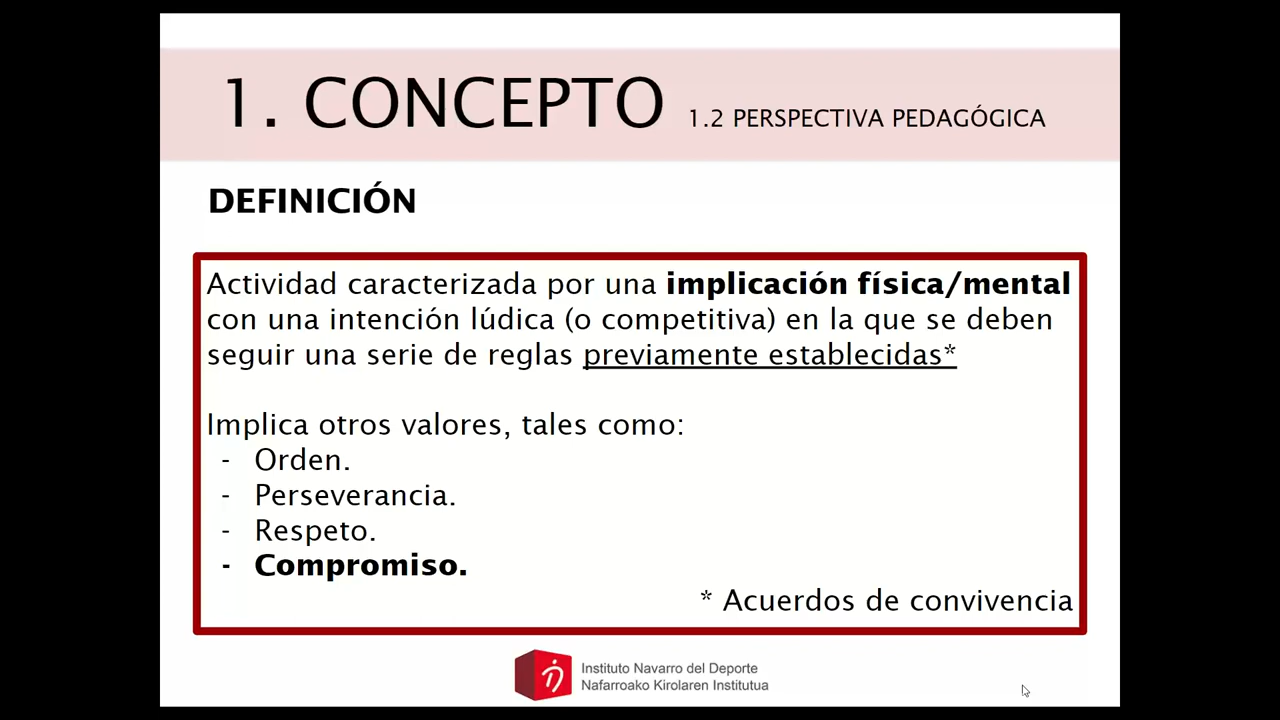 1. CONCEPTO 1.2 PERSPECTIVA PEDAGÓGICA
DEFINICIÓN
Actividad caracterizada por una implicación física/mental
con una intención lúdica (o competitiva) en la que se deben
seguir una serie de reglas previamente establecidas*
Implica otros valores, tales como:
- Orden.
- Perseverancia.
- Respeto.
- Compromiso.
* Acuerdos de convivencia
Instituto Navarro del Deporte
Nafarroako Kirolaren Institutua